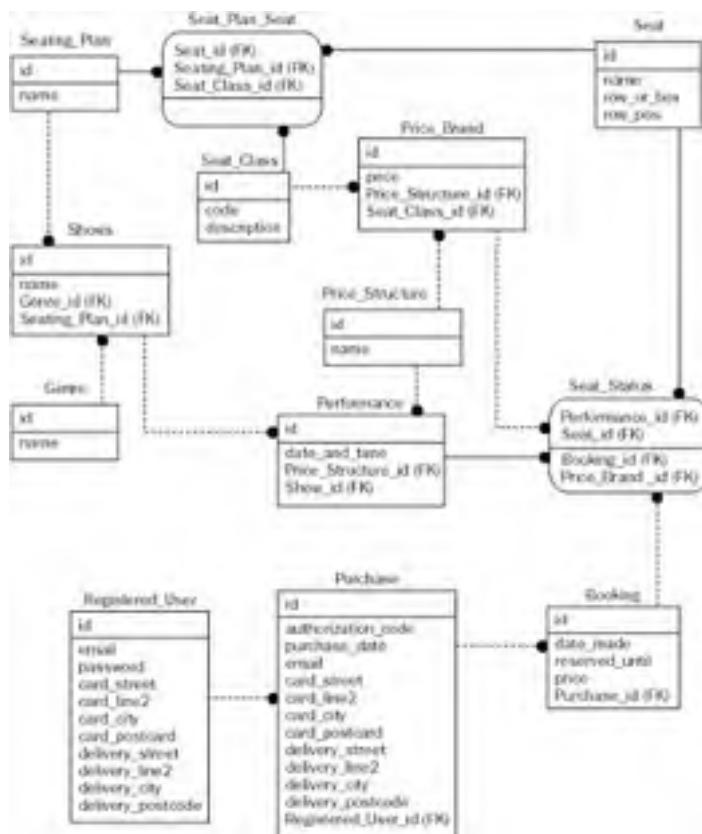 Seat_Plan_Seat
Seat_id (FK)
Seating_Plan_id (FK)
Seat_Class_id (FK)
Seating_Plan
id
name
Seat
id
name
row_or_box
row_pos
Price_Brand
id
price
Price_Structure_id (FK)
Seat_Class_id (FK)
Seat_Class
id
code
description
Shows
id
name
Genre_id (FK)
Seating_Plan_id (FK)
Price_Structure
id
name
Genre
id
name
Performance
id
date_and_time
Price_Structure_id (FK)
Show_id (FK)
Seat_Status
Performance_id (FK)
Seat_id (FK)
Booking_id (FK)
Price_Brand_id (FK)
Registered_User
id
email
password
card_street
card_line2
card_city
card_postcard
delivery_street
delivery_line2
delivery_city
delivery_postcode
Purchase
id
authorization_code
purchase_date
email
card_street
card_line2
card_city
card_postcard
delivery_street
delivery_line2
delivery_city
delivery_postcode
Registered_User_id (FK)
Booking
id
date_made
reserved_until
price
Purchase_id (FK)